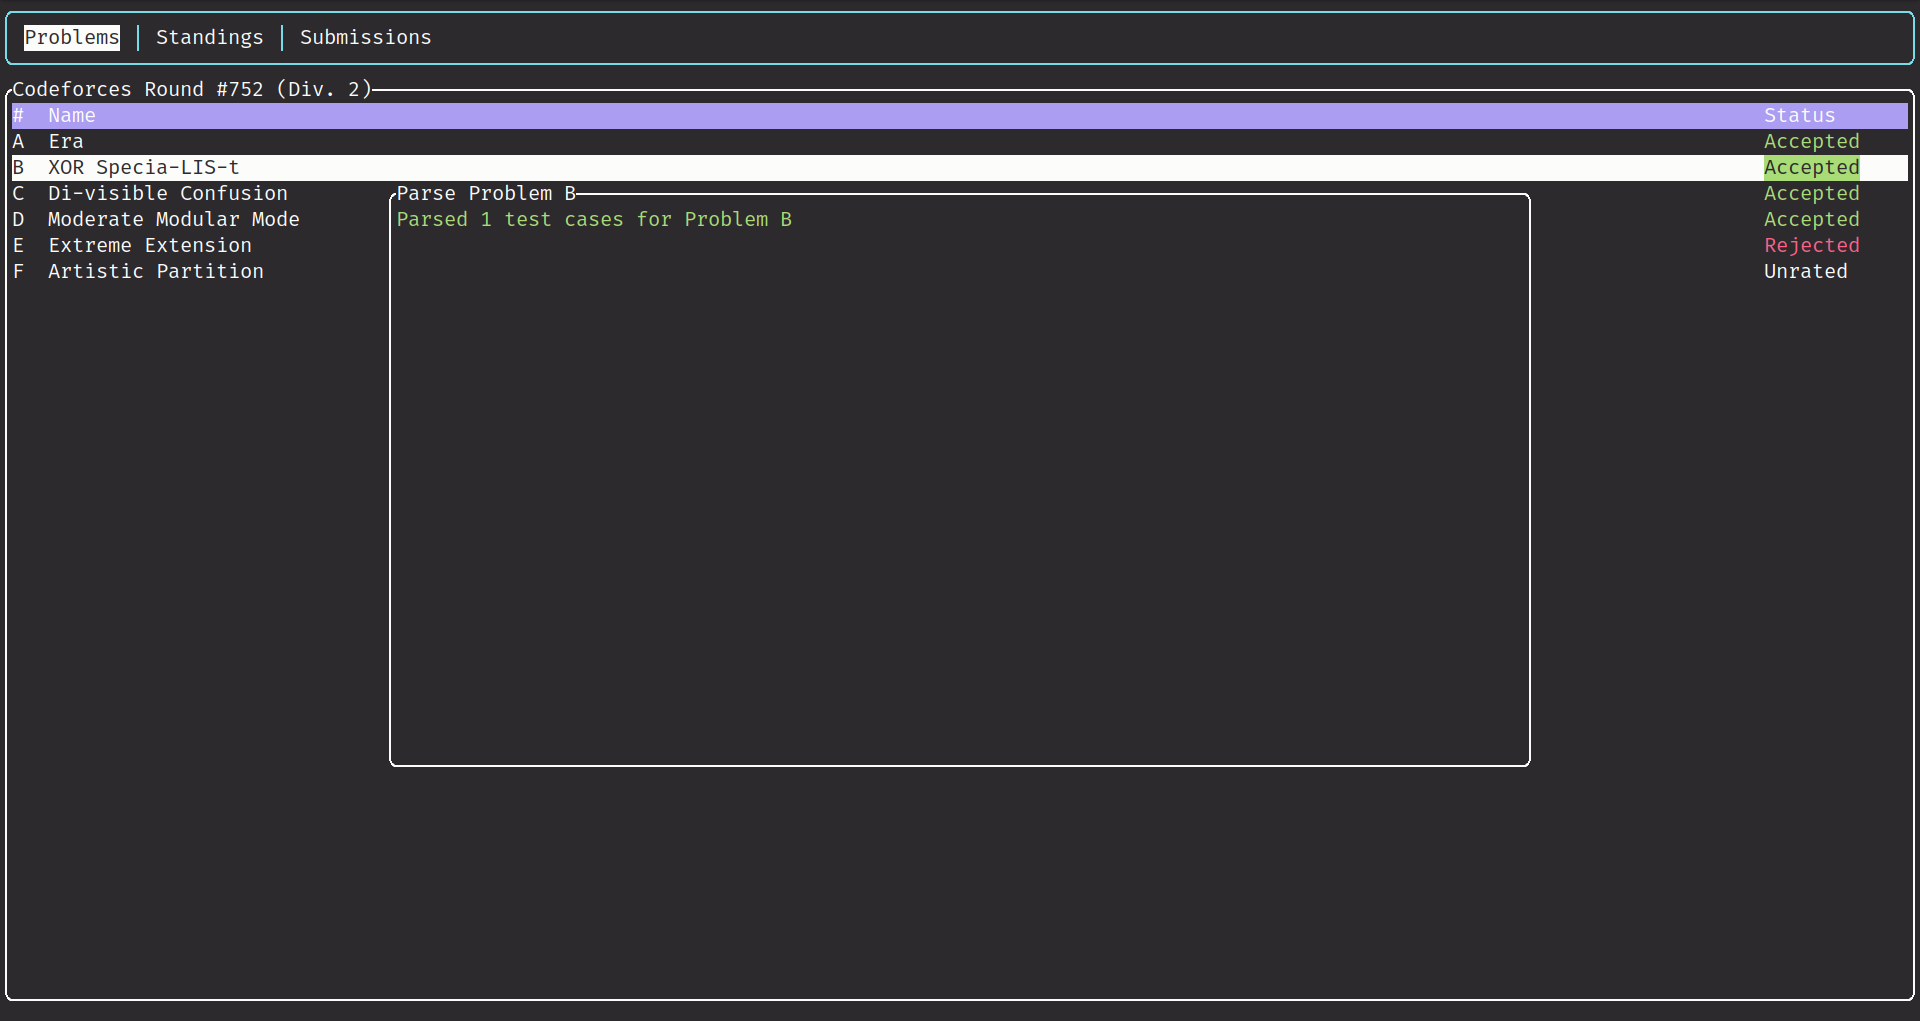 Problems │ Standings │ Submissions
Codeforces Round #752 (Div. 2)
# Name Status
A Era Accepted
B XOR Specia-LIS-t Accepted
C Di-visible Confusion Accepted
D Moderate Modular Mode Accepted
E Extreme Extension Rejected
F Artistic Partition Unrated
Parse Problem B
Parsed 1 test cases for Problem B